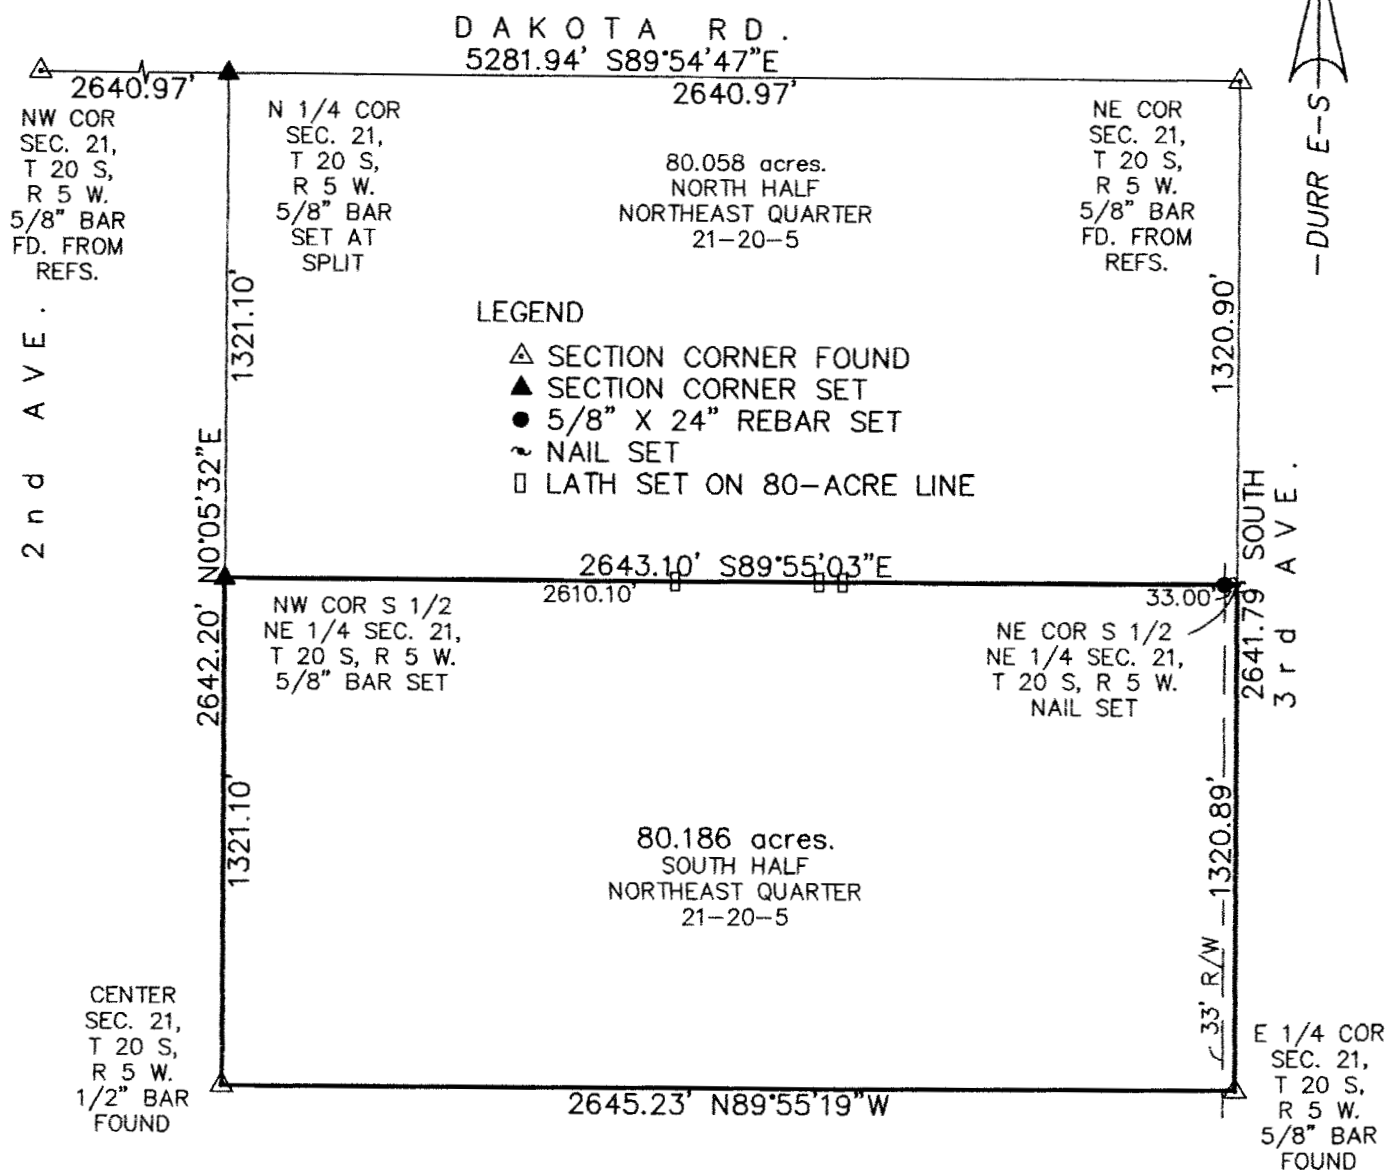 DAKOTA RD.
5281.94' S89°54'47"E
2640.97'
2640.97'
NW COR
SEC. 21,
T 20 S,
R 5 W.
5/8" BAR
FD. FROM
REFS.
N 1/4 COR
SEC. 21,
T 20 S,
R 5 W.
5/8" BAR
SET AT
SPLIT
80.058 acres.
NORTH HALF
NORTHEAST QUARTER
21-20-5
NE COR
SEC. 21,
T 20 S,
R 5 W.
5/8" BAR
FD. FROM
REFS.
-DURR E-S
2nd AVE.
1321.10'
1320.90'
LEGEND
SECTION CORNER FOUND
SECTION CORNER SET
5/8" X 24" REBAR SET
NAIL SET
LATH SET ON 80-ACRE LINE
N0°05'32"E
2642.20'
2643.10' S89°55'03"E
2610.10'
33.00'
SOUTH
2641.79
3rd AVE.
NW COR S 1/2
NE 1/4 SEC. 21,
T 20 S, R 5 W.
5/8" BAR SET
NE COR S 1/2
NE 1/4 SEC. 21,
T 20 S, R 5 W.
NAIL SET
1321.10'
1320.89'
80.186 acres.
SOUTH HALF
NORTHEAST QUARTER
21-20-5
33' R/W
CENTER
SEC. 21,
T 20 S,
R 5 W.
1/2" BAR
FOUND
2645.23' N89°55'19"W
E 1/4 COR
SEC. 21,
T 20 S,
R 5 W.
5/8" BAR
FOUND